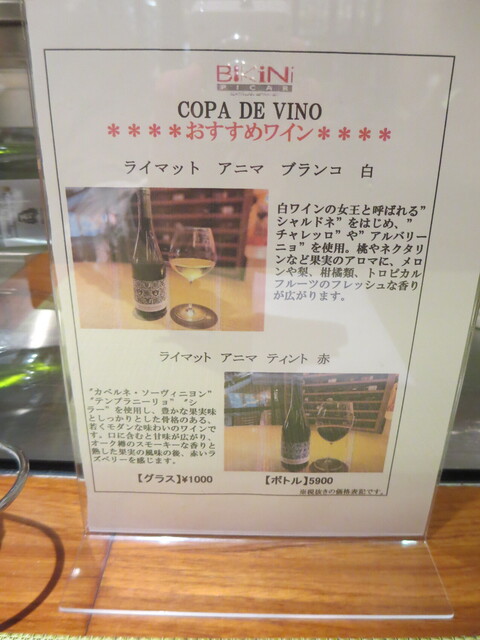 BiKiNi
PICAR
COPA DE VINO
＊＊＊＊おすすめワイン＊＊＊＊
ライマット アニマ ブランコ 白
白ワインの女王と呼ばれる”
シャルドネ”をはじめ、”
チャレッロ”や”アルバリー
ニョ”を使用。桃やネクタリ
ンなど果実のアロマに、メロ
ンや梨、柑橘類、トロピカル
フルーツのフレッシュな香り
が広がります。
ライマット アニマ ティント 赤
”カベルネ・ソーヴィニヨン”
”テンプラニーリョ” ”シ
ラー”を使用し、豊かな果実味
としっかりとした骨格のある、
若くモダンな味わいのワインで
す。口に含むと甘味が広がり、
オーク樽のスモーキーな香りと
熟した果実の風味の後、赤いラ
ズベリーを感じます。
【グラス】¥1000
【ボトル】5900
※税抜きの価格表記です。